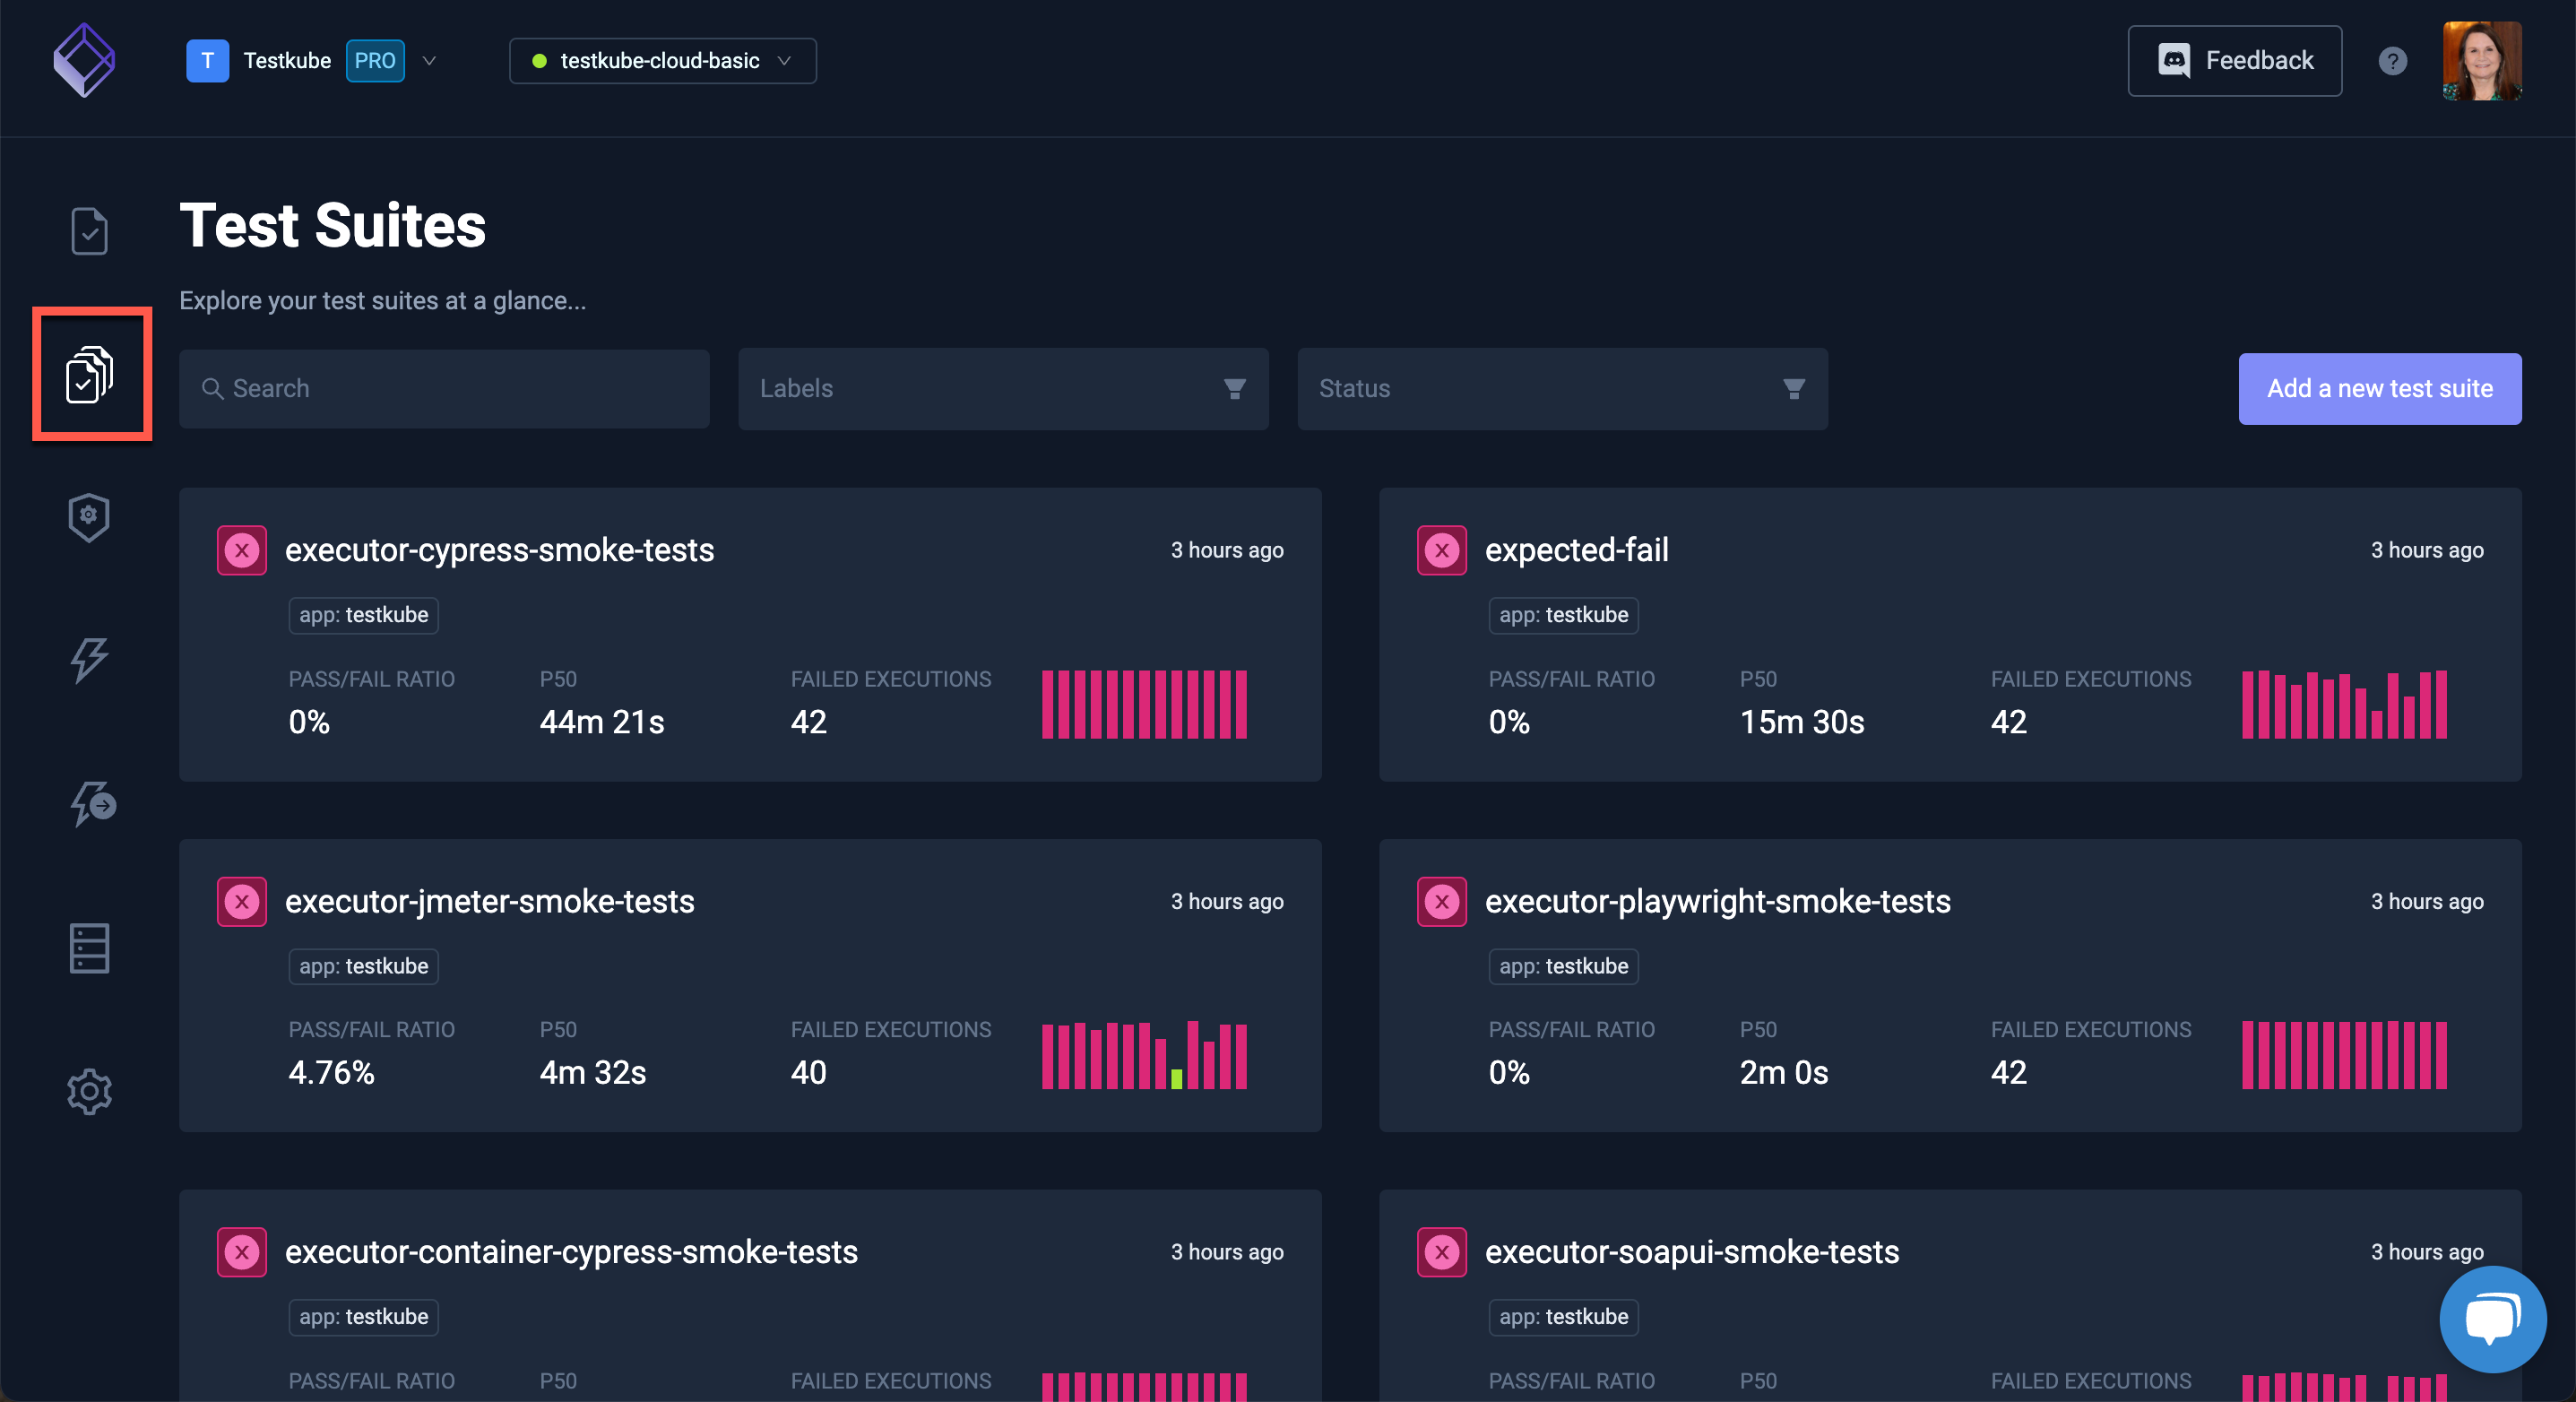 T Testkube PRO testkube-cloud-basic Feedback ?
Test Suites
Explore your test suites at a glance...
Search Labels Status Add a new test suite
executor-cypress-smoke-tests 3 hours ago
app: testkube
PASS/FAIL RATIO P50 FAILED EXECUTIONS
0% 44m 21s 42
expected-fail 3 hours ago
app: testkube
PASS/FAIL RATIO P50 FAILED EXECUTIONS
0% 15m 30s 42
executor-jmeter-smoke-tests 3 hours ago
app: testkube
PASS/FAIL RATIO P50 FAILED EXECUTIONS
4.76% 4m 32s 40
executor-playwright-smoke-tests 3 hours ago
app: testkube
PASS/FAIL RATIO P50 FAILED EXECUTIONS
0% 2m 0s 42
executor-container-cypress-smoke-tests 3 hours ago
app: testkube
PASS/FAIL RATIO P50 FAILED EXECUTIONS
executor-soapui-smoke-tests 3 hours ago
app: testkube
PASS/FAIL RATIO P50 FAILED EXECUTIONS